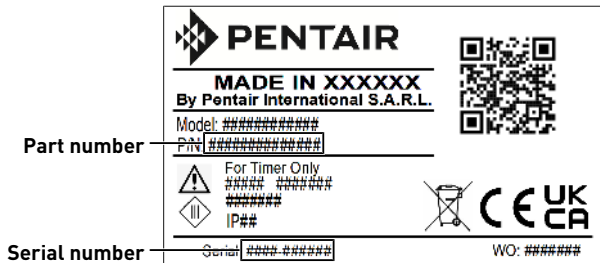 PENTAIR
MADE IN XXXXXX
By Pentair International S.A.R.L.
Model: ############
Part number
P/N: ##############
For Timer Only
##### #######
#######
IP##
CE UK CA
Serial number
Serial: ####-######
WO: #######